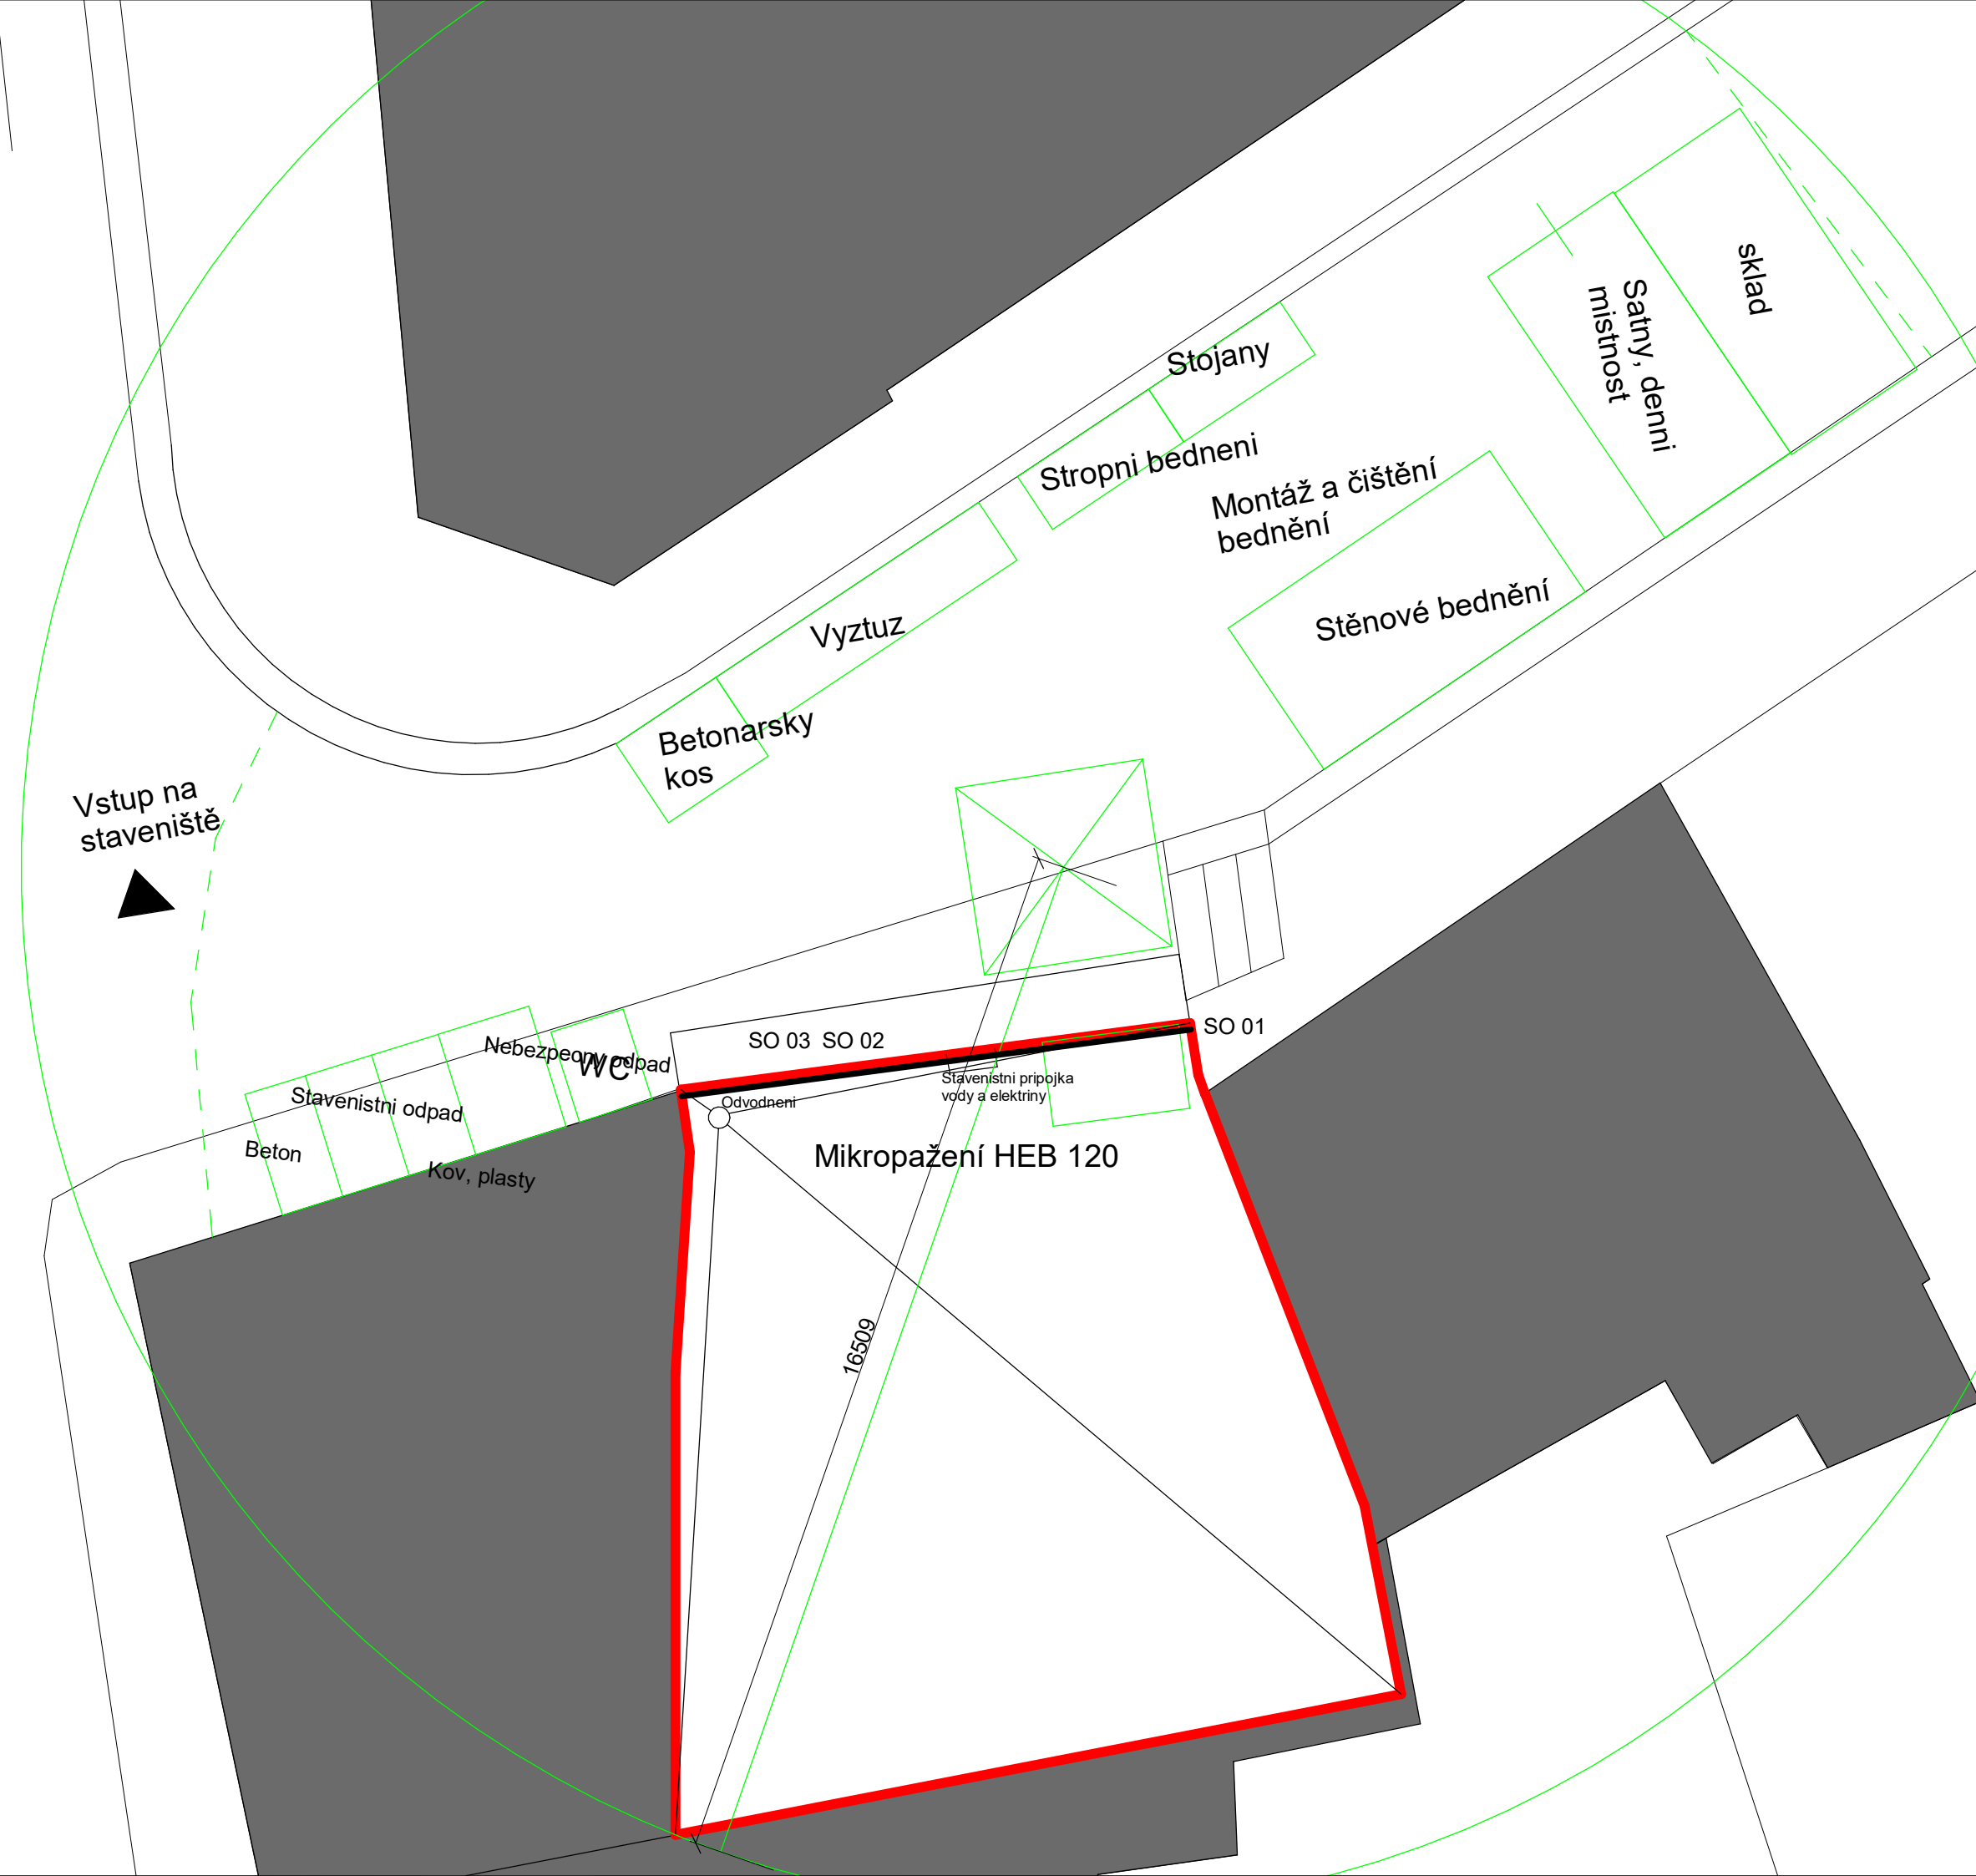 sklad
Satny, denni
mistnost
Stojany
Stropni bedneni
Montáž a čištění
bednění
Stěnové bednění
Vyztuz
Betonarsky
kos
Vstup na
staveniště
SO 03 SO 02
SO 01
Nebezpecny odpad
WC
Stavenistni odpad
Beton
Kov, plasty
Odvodneni
Stavenistni pripojka
vody a elektriny
Mikropažení HEB 120
16509